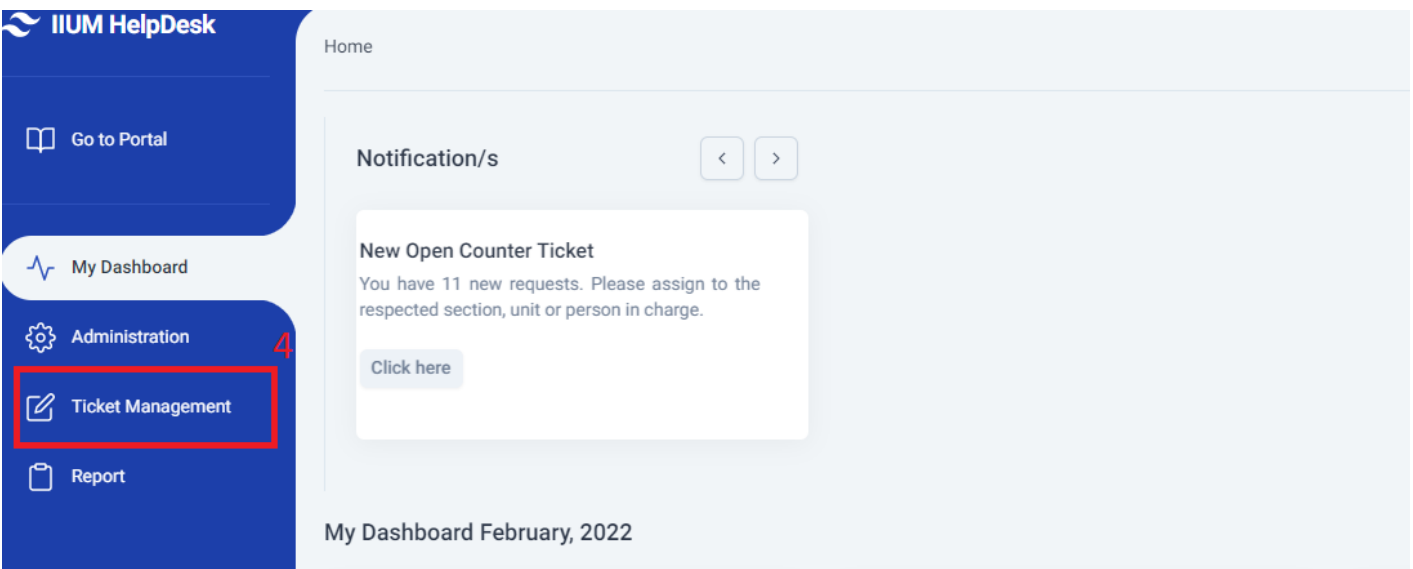 IIUM HelpDesk
Home
Go to Portal
Notification/s
New Open Counter Ticket
You have 11 new requests. Please assign to the
respected section, unit or person in charge.
Click here
My Dashboard
Administration
4
Ticket Management
Report
My Dashboard February, 2022